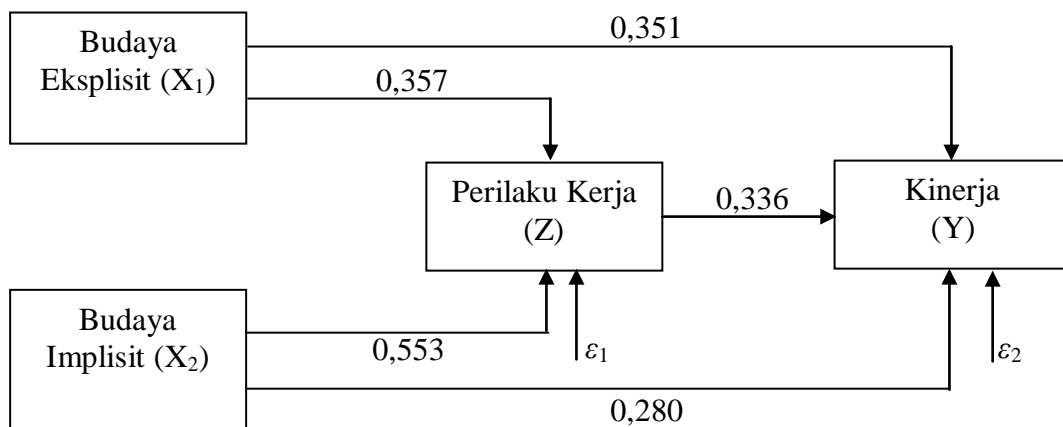 Budaya
Eksplisit (X₁)
0,351
0,357
Perilaku Kerja
(Z)
0,336
Kinerja
(Y)
Budaya
Implisit (X₂)
0,553
ε₁
ε₂
0,280